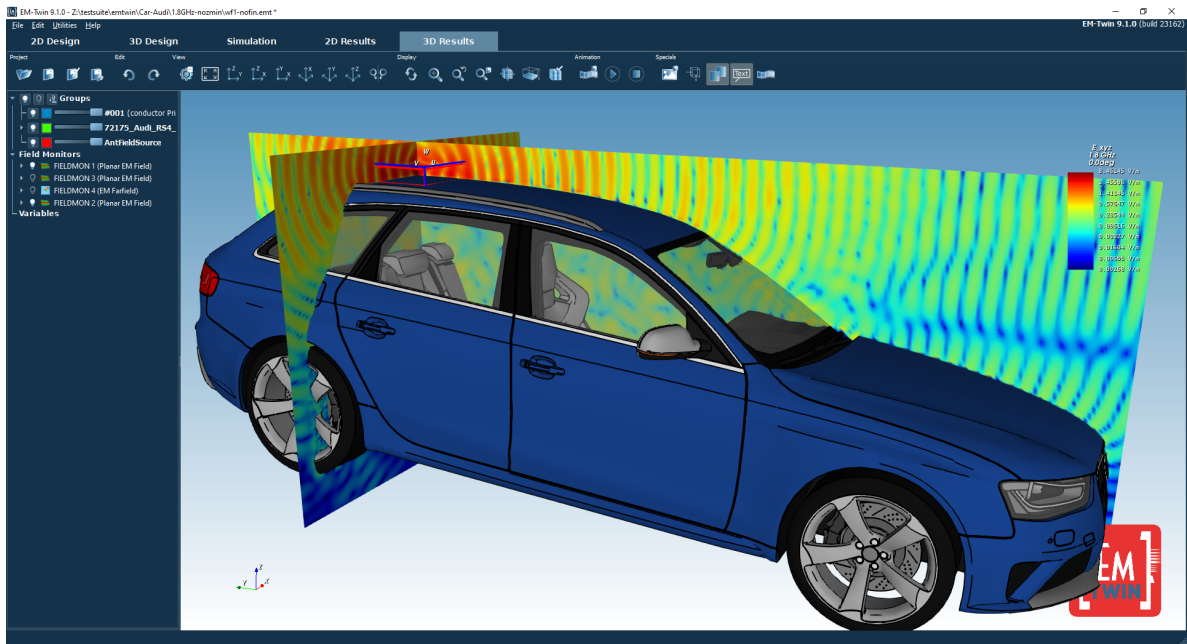 EM-Twin 9.1.0 - Z:\testsuite\emtwin\Car-Audi\1.8GHz-nozmin\wf1-nofin.emt *
File Edit Utilities Help
EM-Twin 9.1.0 (build 23162)
2D Design 3D Design Simulation 2D Results 3D Results
Project Edit View Display Animation Specials
Text
Groups
#001 (conductor Pri
72175_Audi_RS4_
AntFieldSource
Field Monitors
FIELDMON 1 (Planar EM Field)
FIELDMON 3 (Planar EM Field)
FIELDMON 4 (EM Farfield)
FIELDMON 2 (Planar EM Field)
Variables
W
V U
E_xyz
1.8 GHz
0.0deg
Z
Y X
EM
TWIN